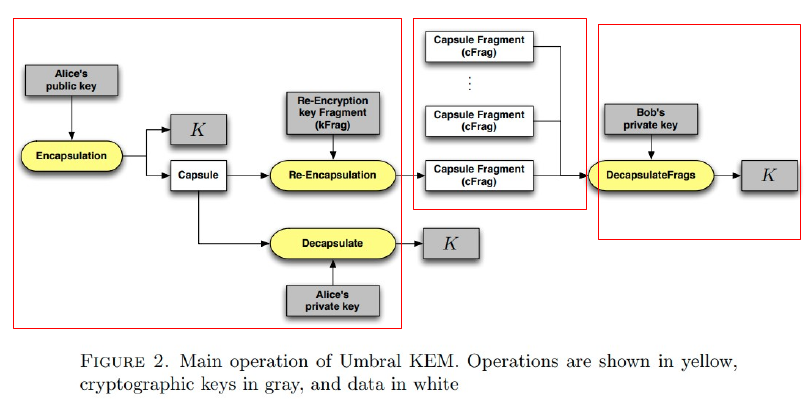 Alice's
public key
Encapsulation
K
Capsule
Re-Encryption
key Fragment
(kFrag)
Re-Encapsulation
Decapsulate
K
Alice's
private key
Capsule Fragment
(cFrag)
⋮
Capsule Fragment
(cFrag)
Capsule Fragment
(cFrag)
Bob's
private key
DecapsulateFrags
K
FIGURE 2. Main operation of Umbral KEM. Operations are shown in yellow,
cryptographic keys in gray, and data in white